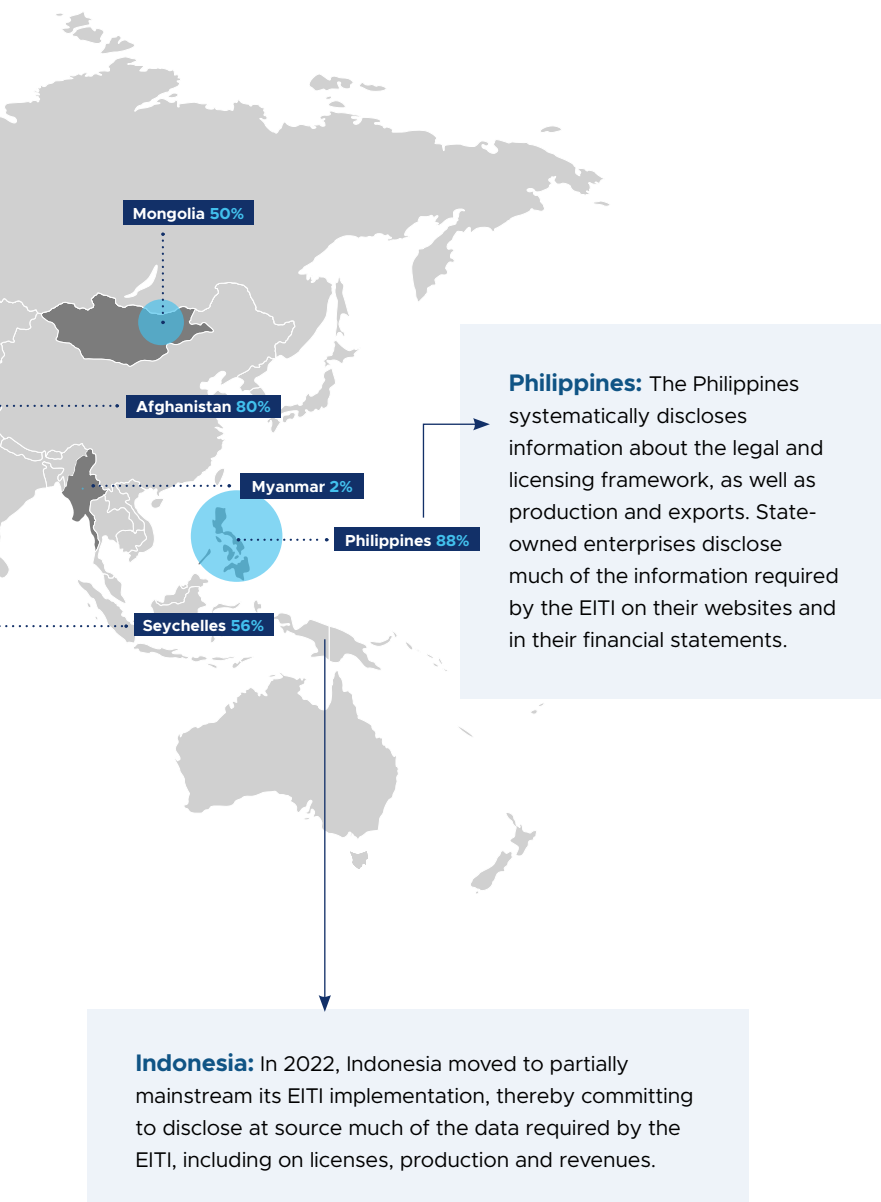 Mongolia 50%
Afghanistan 80%
Myanmar 2%
Philippines 88%
Seychelles 56%
Philippines: The Philippines
systematically discloses
information about the legal and
licensing framework, as well as
production and exports. State-
owned enterprises disclose
much of the information required
by the EITI on their websites and
in their financial statements.
Indonesia: In 2022, Indonesia moved to partially
mainstream its EITI implementation, thereby committing
to disclose at source much of the data required by the
EITI, including on licenses, production and revenues.